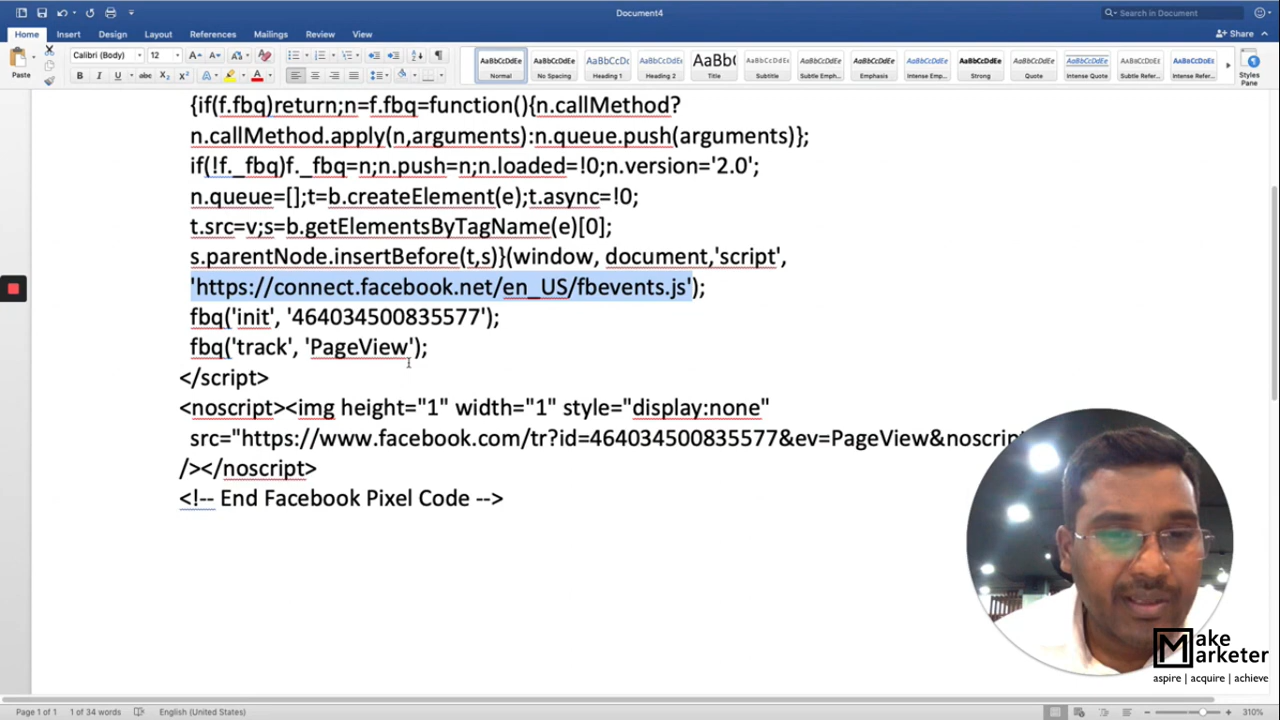 Document4
Search in Document
Home Insert Design Layout References Mailings Review View
Share
Paste
Calibri (Body) 12
AaBbCcDdEe AaBbCcDdEe AaBbCcDc AaBbCcDdEe AaBb( AaBbCcDdEe AaBbCcDdEe AaBbCcDdEe AaBbCcDdEe AaBbCcDdEe AaBbCcDdEe AaBbCcDdEe AaBbCcDdEe AaBbCcDdEe
Normal No Spacing Heading 1 Heading 2 Title Subtitle Subtle Emph... Emphasis Intense Emp... Strong Quote Intense Quote Subtle Refer... Intense Refer...
Styles
Pane
{if(f.fbq)return;n=f.fbq=function(){n.callMethod?
n.callMethod.apply(n,arguments):n.queue.push(arguments)};
if(!f._fbq)f._fbq=n;n.push=n;n.loaded=!0;n.version='2.0';
n.queue=[];t=b.createElement(e);t.async=!0;
t.src=v;s=b.getElementsByTagName(e)[0];
s.parentNode.insertBefore(t,s)}(window, document,'script',
'https://connect.facebook.net/en_US/fbevents.js');
fbq('init', '464034500835577');
fbq('track', 'PageView');
</script>
<noscript><img height="1" width="1" style="display:none"
src="https://www.facebook.com/tr?id=464034500835577&ev=PageView&noscript
/></noscript>
<!-- End Facebook Pixel Code -->
Make
Marketer
aspire | acquire | achieve
Page 1 of 1 1 of 34 words English (United States) 310%